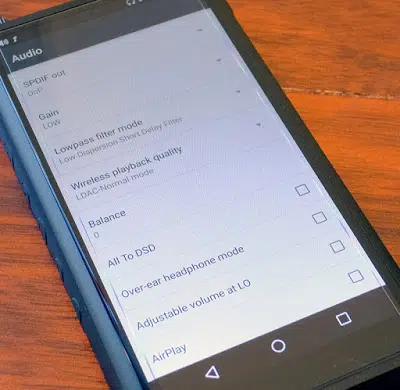 Audio
SPDIF out
DoP
Gain
LOW
Lowpass filter mode
Low Dispersion Short Delay Filter
Wireless playback quality
LDAC-Normal mode
Balance
0
All To DSD
Over-ear headphone mode
Adjustable volume at LO
AirPlay